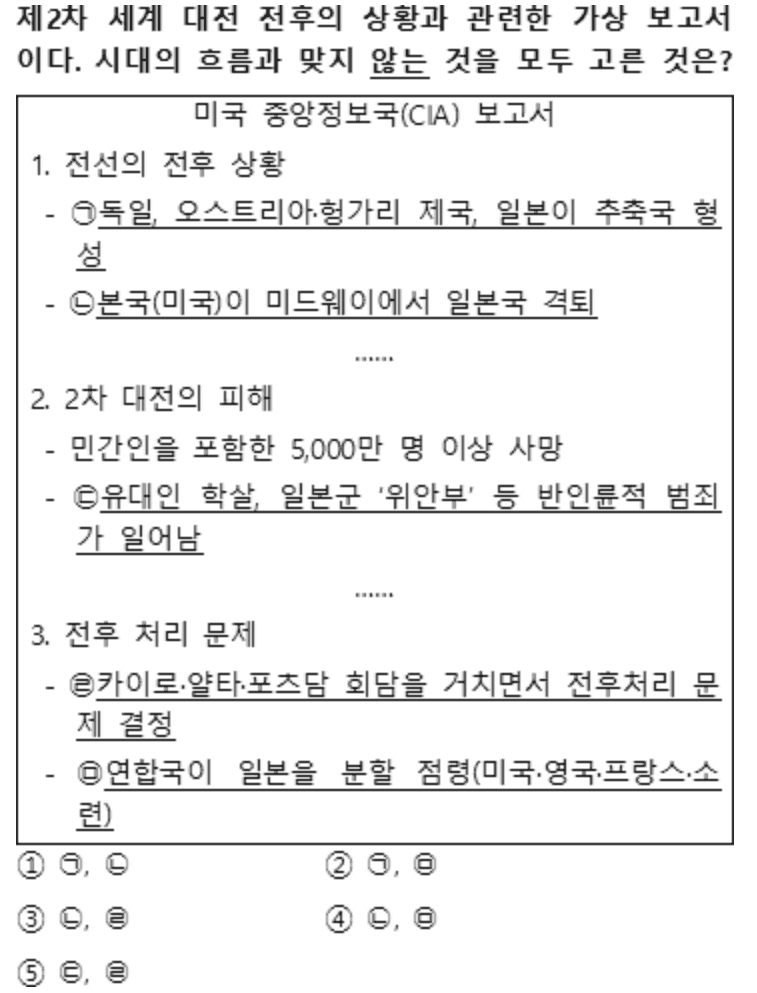 제2차 세계 대전 전후의 상황과 관련한 가상 보고서
이다. 시대의 흐름과 맞지 않는 것을 모두 고른 것은?
미국 중앙정보국(CIA) 보고서
1. 전선의 전후 상황
- ㉠독일, 오스트리아·헝가리 제국, 일본이 추축국 형
성
- ㉡본국(미국)이 미드웨이에서 일본국 격퇴
……
2. 2차 대전의 피해
- 민간인을 포함한 5,000만 명 이상 사망
- ㉢유대인 학살, 일본군 '위안부' 등 반인륜적 범죄
가 일어남
……
3. 전후 처리 문제
- ㉣카이로·얄타·포츠담 회담을 거치면서 전후처리 문
제 결정
- ㉤연합국이 일본을 분할 점령(미국·영국·프랑스·소
련)
① ㉠, ㉡ ② ㉠, ㉤
③ ㉡, ㉣ ④ ㉡, ㉤
⑤ ㉢, ㉣